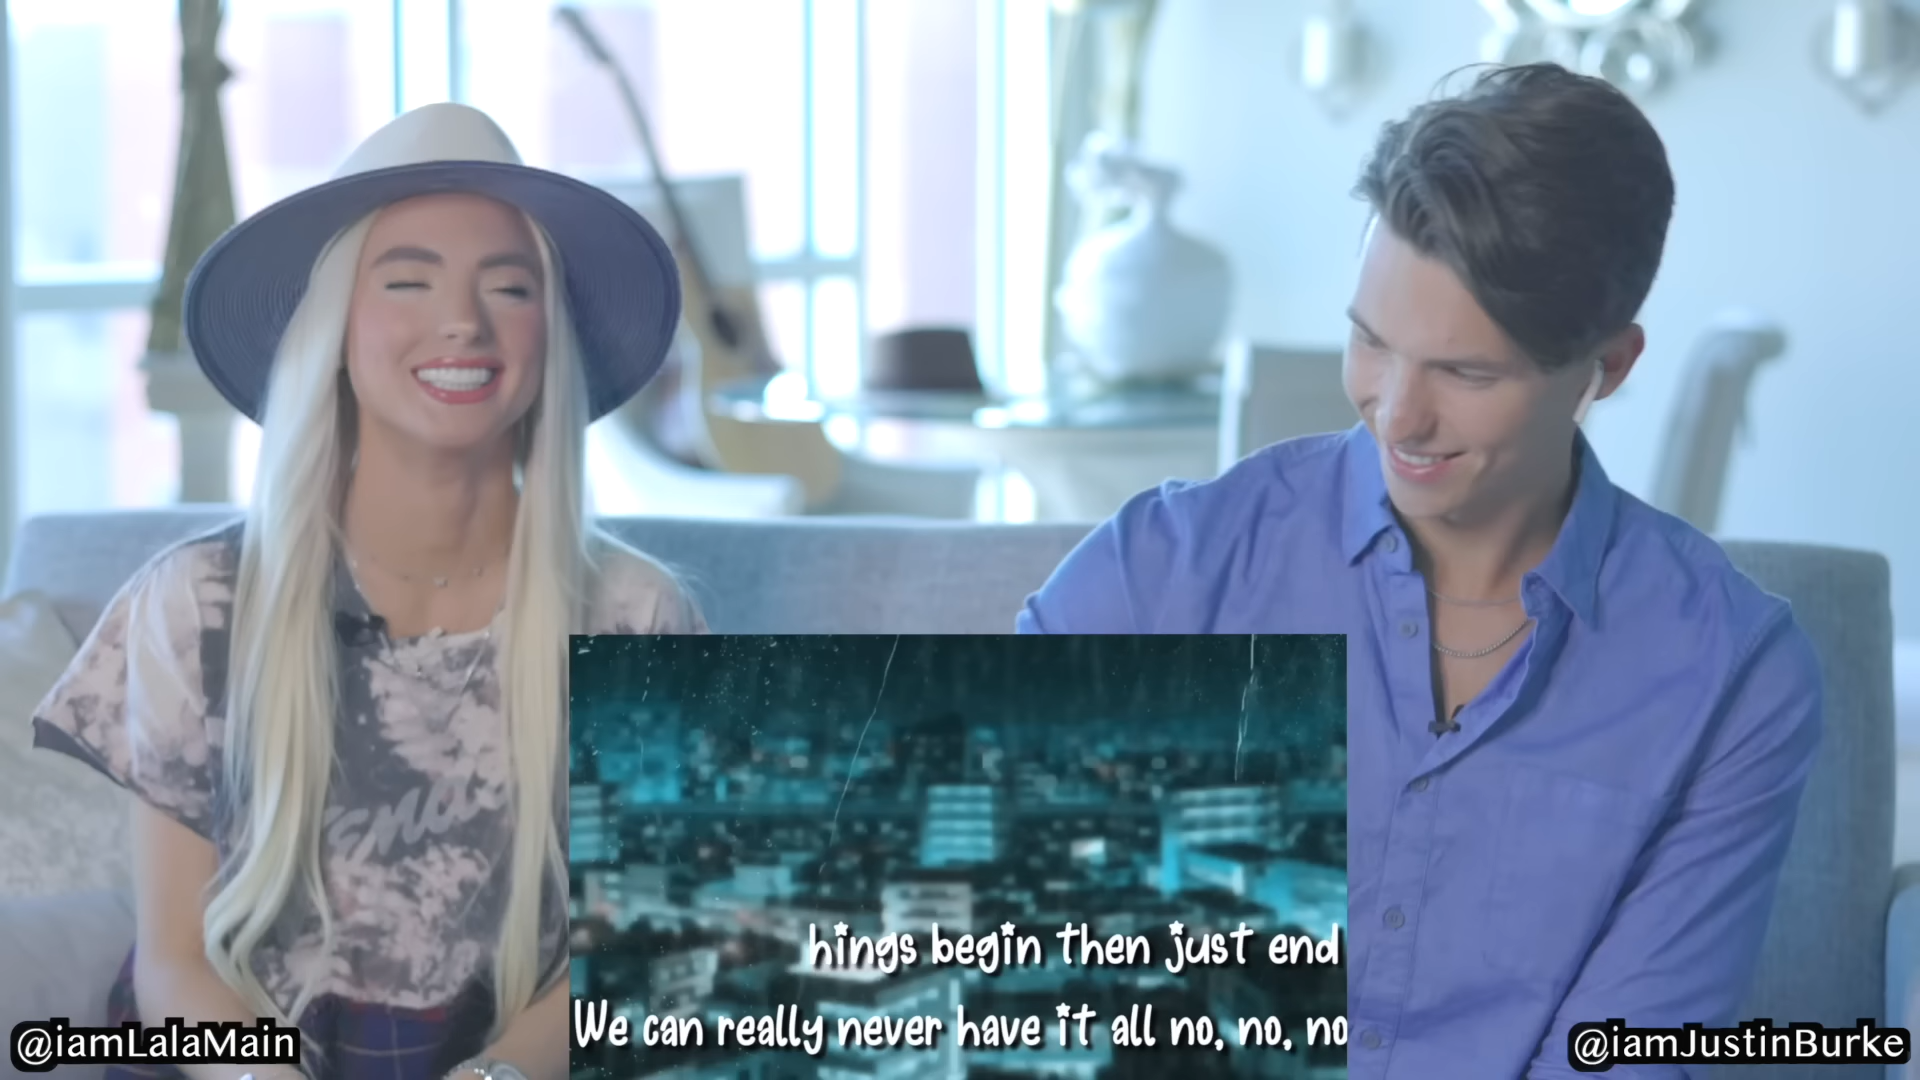 hings begin then just end
We can really never have it all no, no, no
@iamLalaMain
@iamJustinBurke